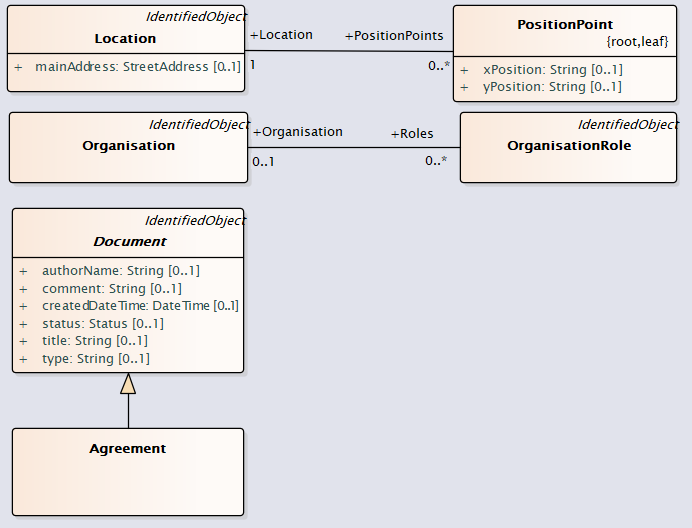 IdentifiedObject
Location
+ mainAddress: StreetAddress [0..1]
+Location
+PositionPoints
1
0..*
PositionPoint
{root,leaf}
+ xPosition: String [0..1]
+ yPosition: String [0..1]
IdentifiedObject
Organisation
+Organisation
+Roles
0..1
0..*
IdentifiedObject
OrganisationRole
IdentifiedObject
Document
+ authorName: String [0..1]
+ comment: String [0..1]
+ createdDateTime: DateTime [0..1]
+ status: Status [0..1]
+ title: String [0..1]
+ type: String [0..1]
Agreement